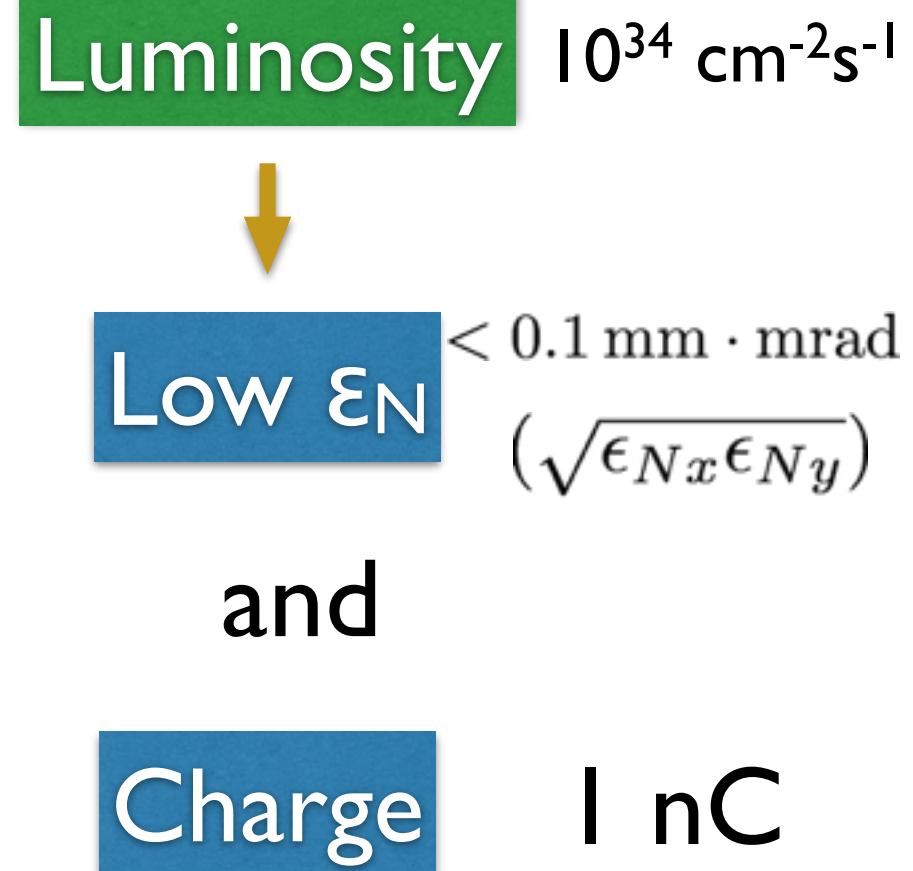 Luminosity 10³⁴ cm⁻²s⁻¹
Low εN < 0.1 mm · mrad
(√ϵNxϵNy)
and
Charge 1 nC